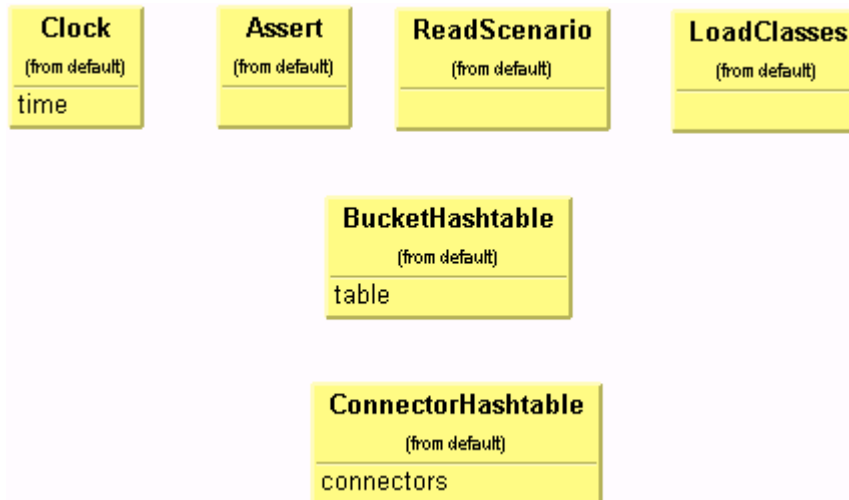 Clock
(from default)
time
Assert
(from default)
ReadScenario
(from default)
LoadClasses
(from default)
BucketHashtable
(from default)
table
ConnectorHashtable
(from default)
connectors